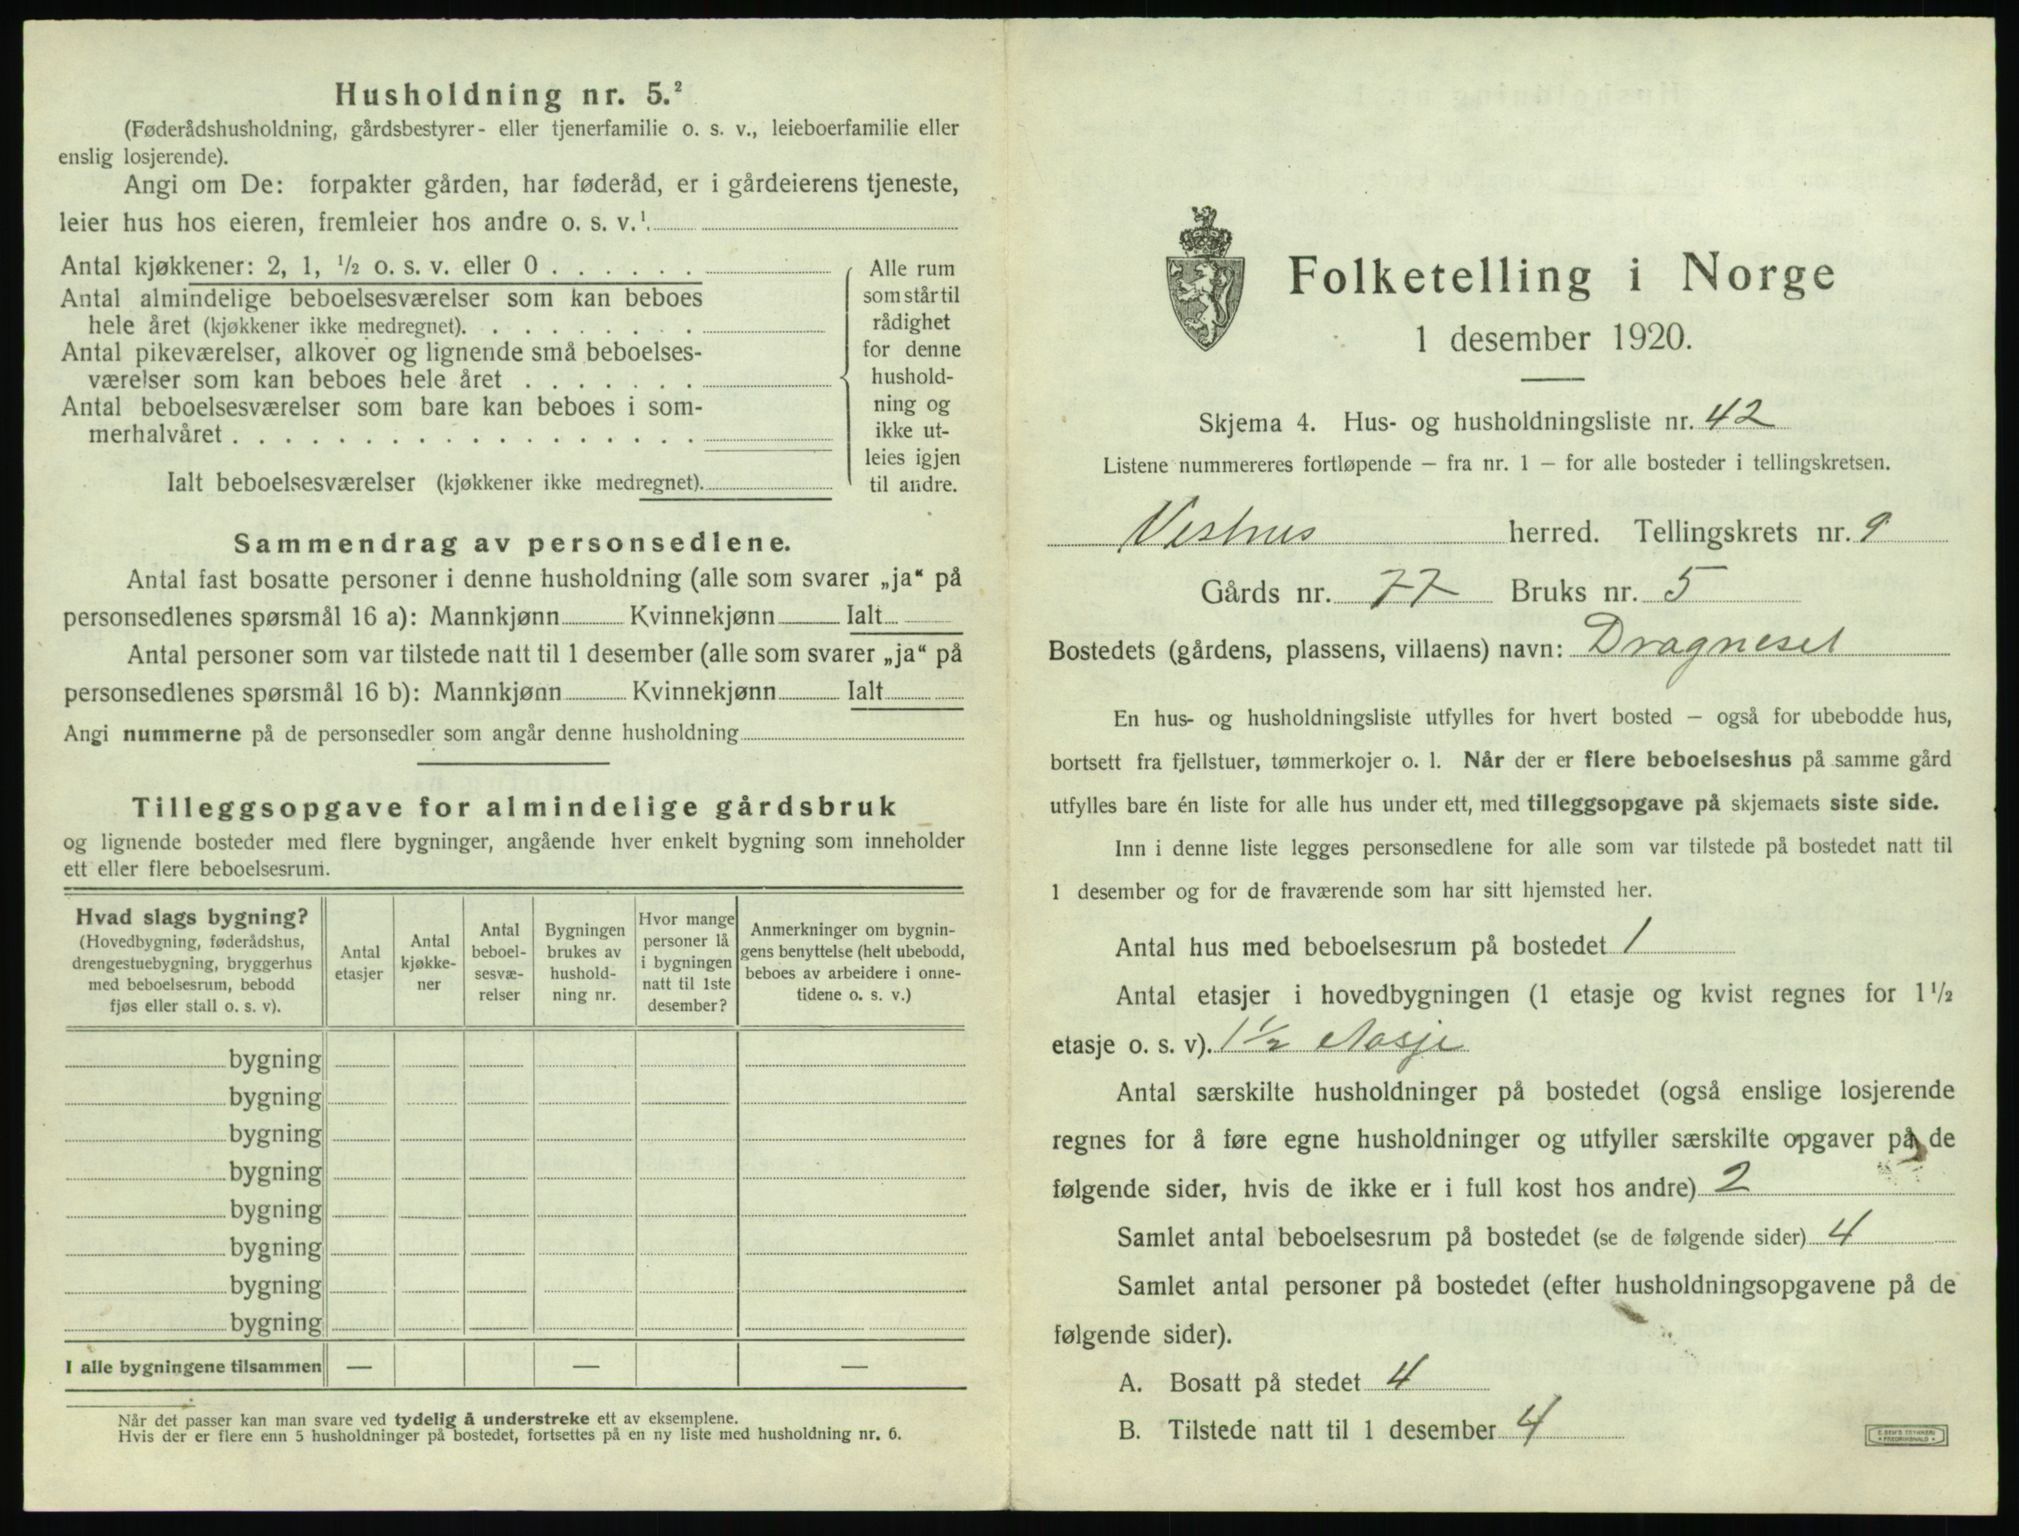 Husholdning nr. 5.²
(Føderådshusholdning, gårdsbestyrer- eller tjenerfamilie o. s. v., leieboerfamilie eller
enslig losjerende).
Angi om De: forpakter gården, har føderåd, er i gårdeierens tjeneste,
leier hus hos eieren, fremleier hos andre o. s. v.¹
Antal kjøkkener: 2, 1, ½ o. s. v. eller 0 . . . . . .
Antal almindelige beboelsesværelser som kan beboes
hele året (kjøkkener ikke medregnet). . . . . . . . .
Antal pikeværelser, alkover og lignende små beboelses-
værelser som kan beboes hele året . . . . . . .
Antal beboelsesværelser som bare kan beboes i som-
merhalvåret . . . . . . . . . . . . . . . . . .
Ialt beboelsesværelser (kjøkkener ikke medregnet).
Alle rum
som står til
rådighet
for denne
hushold-
ning og
ikke ut-
leies igjen
til andre.
Sammendrag av personsedlene.
Antal fast bosatte personer i denne husholdning (alle som svarer „ja“ på
personsedlenes spørsmål 16 a): Mannkjønn Kvinnekjønn Ialt
Antal personer som var tilstede natt til 1 desember (alle som svarer „ja“ på
personsedlenes spørsmål 16 b): Mannkjønn Kvinnekjønn Ialt
Angi nummerne på de personsedler som angår denne husholdning
Tilleggsopgave for almindelige gårdsbruk
og lignende bosteder med flere bygninger, angående hver enkelt bygning som inneholder
ett eller flere beboelsesrum.
Hvad slags bygning?
(Hovedbygning, føderådshus,
drengestuebygning, bryggerhus
med beboelsesrum, bebodd
fjøs eller stall o. s. v).
Antal
etasjer
Antal
kjøkke-
ner
Antal
beboel-
sesvæ-
relser
Bygningen
brukes av
hushold-
ning nr.
Hvor mange
personer lå
i bygningen
natt til 1ste
desember?
Anmerkninger om bygnin-
gens benyttelse (helt ubebodd,
beboes av arbeidere i onne-
tidene o. s. v.)
bygning
bygning
bygning
bygning
bygning
bygning
bygning
bygning
I alle bygningene tilsammen — — —
Når det passer kan man svare ved tydelig å understreke ett av eksemplene.
Hvis der er flere enn 5 husholdninger på bostedet, fortsettes på en ny liste med husholdning nr. 6.
Folketelling i Norge
1 desember 1920.
Skjema 4. Hus- og husholdningsliste nr. 42
Listene nummereres fortløpende – fra nr. 1 – for alle bosteder i tellingskretsen.
Vestnes herred. Tellingskrets nr. 9
Gårds nr. 77 Bruks nr. 5
Bostedets (gårdens, plassens, villaens) navn: Dragneset
En hus- og husholdningsliste utfylles for hvert bosted – også for ubebodde hus,
bortsett fra fjellstuer, tømmerkojer o. l. Når der er flere beboelseshus på samme gård
utfylles bare én liste for alle hus under ett, med tilleggsopgave på skjemaets siste side.
Inn i denne liste legges personsedlene for alle som var tilstede på bostedet natt til
1 desember og for de fraværende som har sitt hjemsted her.
Antal hus med beboelsesrum på bostedet 1
Antal etasjer i hovedbygningen (1 etasje og kvist regnes for 1½
etasje o. s. v). 1½ etasje
Antal særskilte husholdninger på bostedet (også enslige losjerende
regnes for å føre egne husholdninger og utfyller særskilte opgaver på de
følgende sider, hvis de ikke er i full kost hos andre) 2
Samlet antal beboelsesrum på bostedet (se de følgende sider) 4
Samlet antal personer på bostedet (efter husholdningsopgavene på de
følgende sider).
A. Bosatt på stedet 4
B. Tilstede natt til 1 desember 4